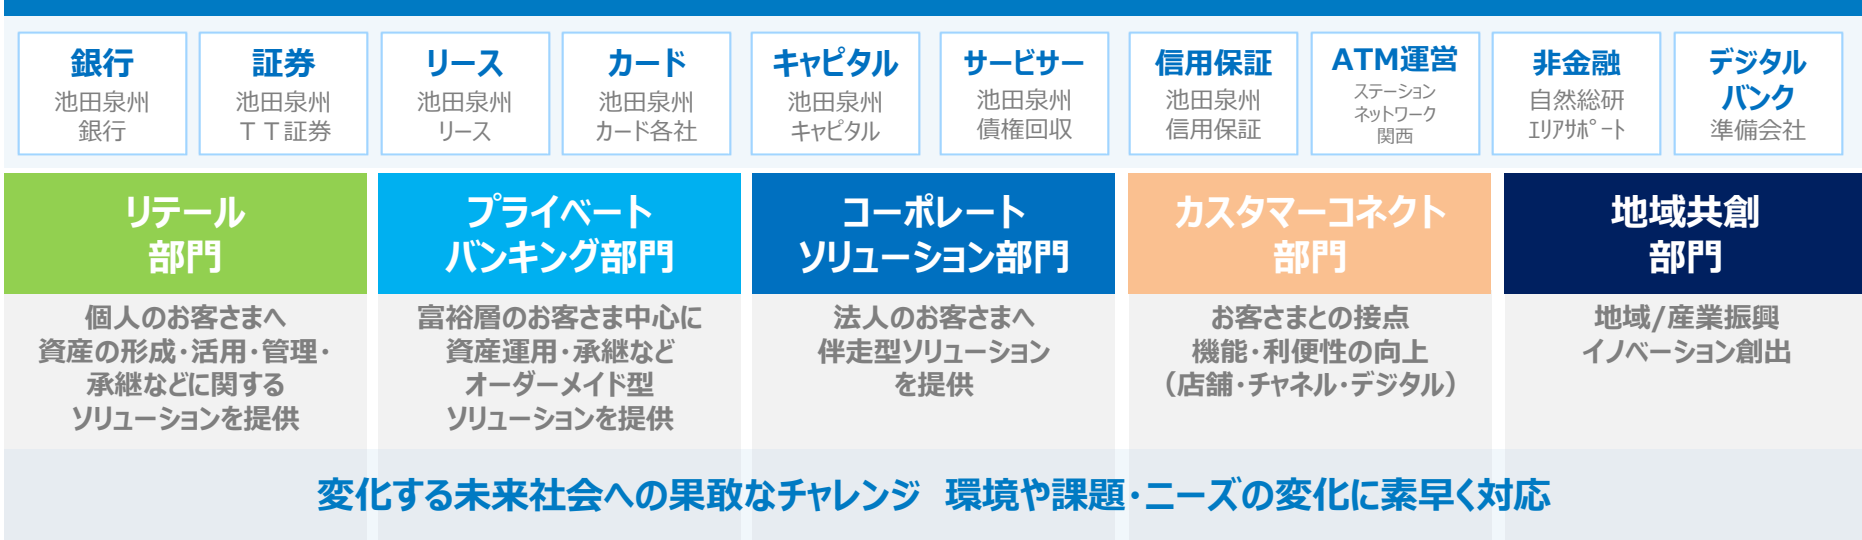 銀行
池田泉州
銀行
証券
池田泉州
ＴＴ証券
リース
池田泉州
リース
カード
池田泉州
カード各社
キャピタル
池田泉州
キャピタル
サービサー
池田泉州
債権回収
信用保証
池田泉州
信用保証
ATM運営
ステーション
ネットワーク
関西
非金融
自然総研
ｴﾘｱｻﾎﾟｰﾄ
デジタル
バンク
準備会社
リテール
部門
個人のお客さまへ
資産の形成・活用・管理・
承継などに関する
ソリューションを提供
プライベート
バンキング部門
富裕層のお客さま中心に
資産運用・承継など
オーダーメイド型
ソリューションを提供
コーポレート
ソリューション部門
法人のお客さまへ
伴走型ソリューション
を提供
カスタマーコネクト
部門
お客さまとの接点
機能・利便性の向上
（店舗・チャネル・デジタル）
地域共創
部門
地域/産業振興
イノベーション創出
変化する未来社会への果敢なチャレンジ 環境や課題・ニーズの変化に素早く対応